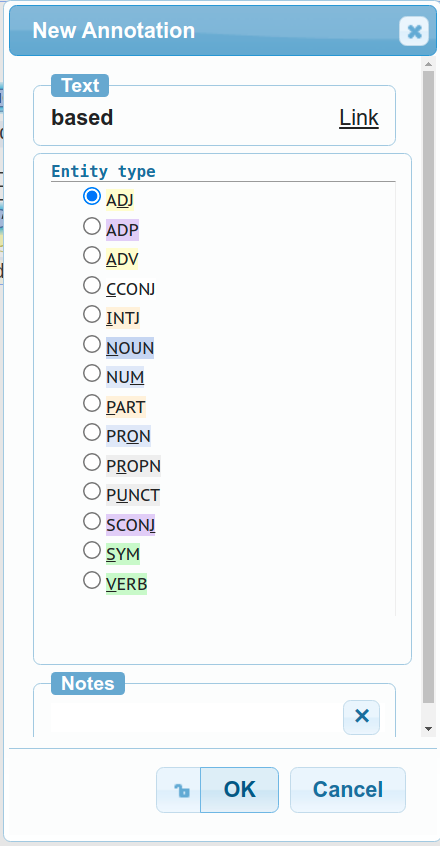 New Annotation
Text
based Link
Entity type
ADJ
ADP
ADV
CCONJ
INTJ
NOUN
NUM
PART
PRON
PROPN
PUNCT
SCONJ
SYM
VERB
Notes
OK Cancel